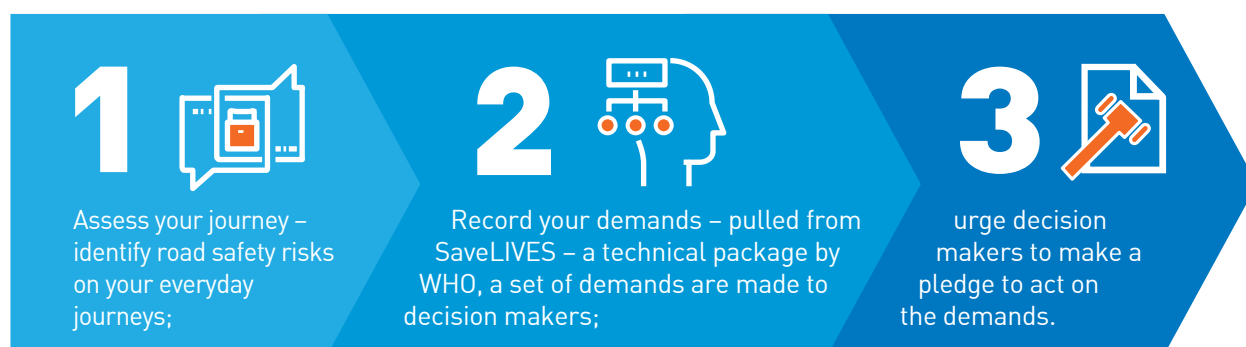 1
Assess your journey –
identify road safety risks
on your everyday
journeys;
2
Record your demands – pulled from
SaveLIVES – a technical package by
WHO, a set of demands are made to
decision makers;
3
urge decision
makers to make a
pledge to act on
the demands.